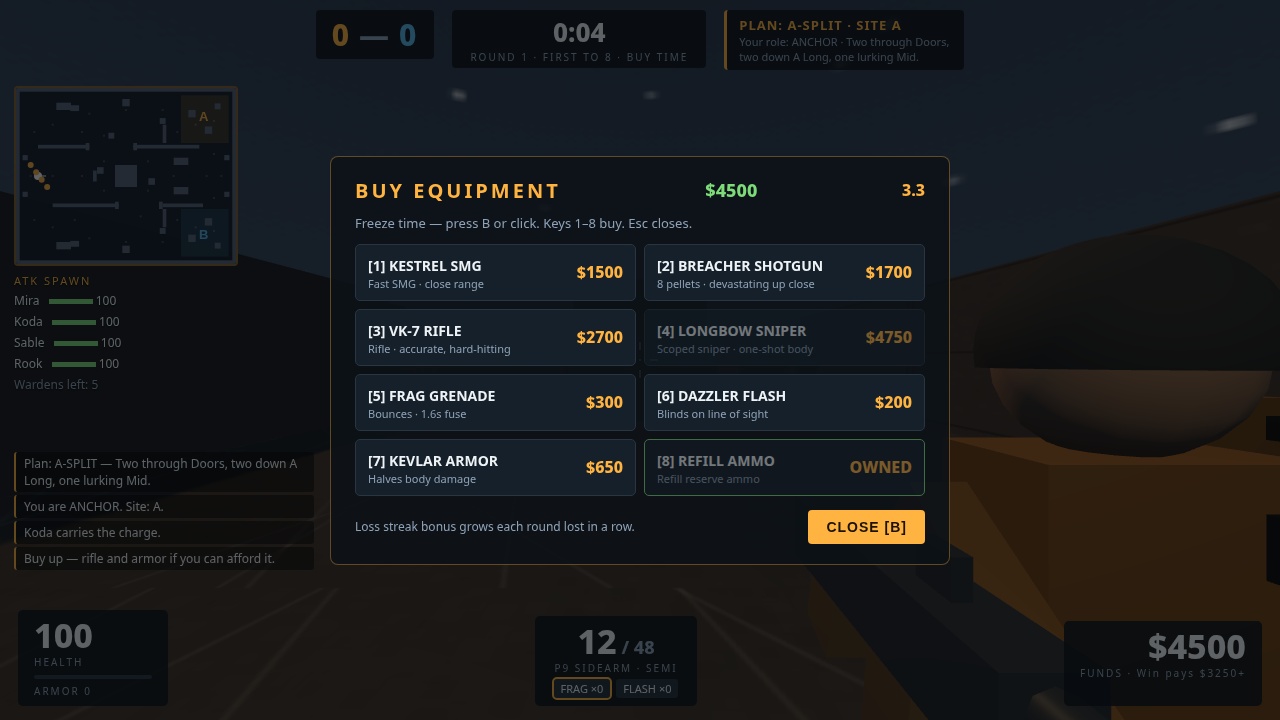 0 — 0
0:04
ROUND 1 · FIRST TO 8 · BUY TIME
PLAN: A-SPLIT · SITE A
Your role: ANCHOR · Two through Doors,
two down A Long, one lurking Mid.
A
B
ATK SPAWN
Mira 100
Koda 100
Sable 100
Rook 100
Wardens left: 5
Plan: A-SPLIT — Two through Doors, two down A
Long, one lurking Mid.
You are ANCHOR. Site: A.
Koda carries the charge.
Buy up — rifle and armor if you can afford it.
BUY EQUIPMENT $4500 3.3
Freeze time — press B or click. Keys 1–8 buy. Esc closes.
[1] KESTREL SMG $1500
Fast SMG · close range
[2] BREACHER SHOTGUN $1700
8 pellets · devastating up close
[3] VK-7 RIFLE $2700
Rifle · accurate, hard-hitting
[4] LONGBOW SNIPER $4750
Scoped sniper · one-shot body
[5] FRAG GRENADE $300
Bounces · 1.6s fuse
[6] DAZZLER FLASH $200
Blinds on line of sight
[7] KEVLAR ARMOR $650
Halves body damage
[8] REFILL AMMO OWNED
Refill reserve ammo
Loss streak bonus grows each round lost in a row.
CLOSE [B]
100
HEALTH
ARMOR 0
12 / 48
P9 SIDEARM · SEMI
FRAG ×0 FLASH ×0
$4500
FUNDS · Win pays $3250+